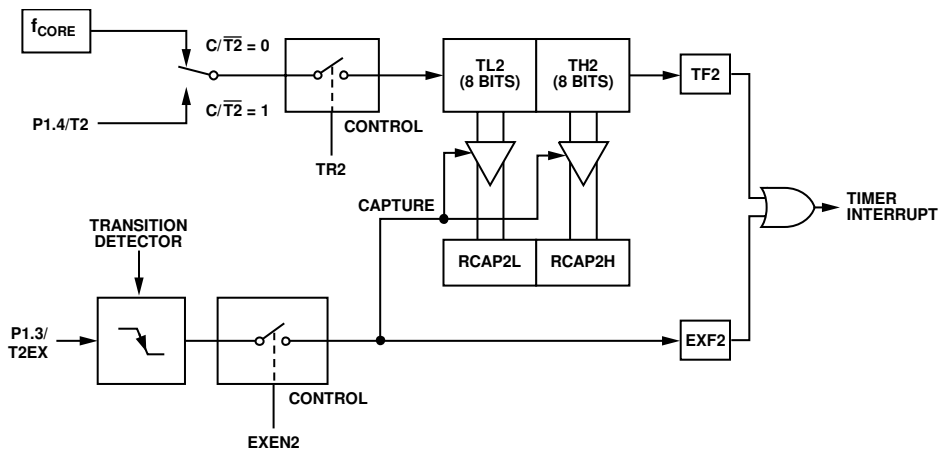 fCORE
C/T2 = 0
C/T2 = 1
P1.4/T2
CONTROL
TR2
TL2
(8 BITS)
TH2
(8 BITS)
TF2
CAPTURE
TIMER
INTERRUPT
TRANSITION
DETECTOR
RCAP2L
RCAP2H
P1.3/
T2EX
EXF2
CONTROL
EXEN2